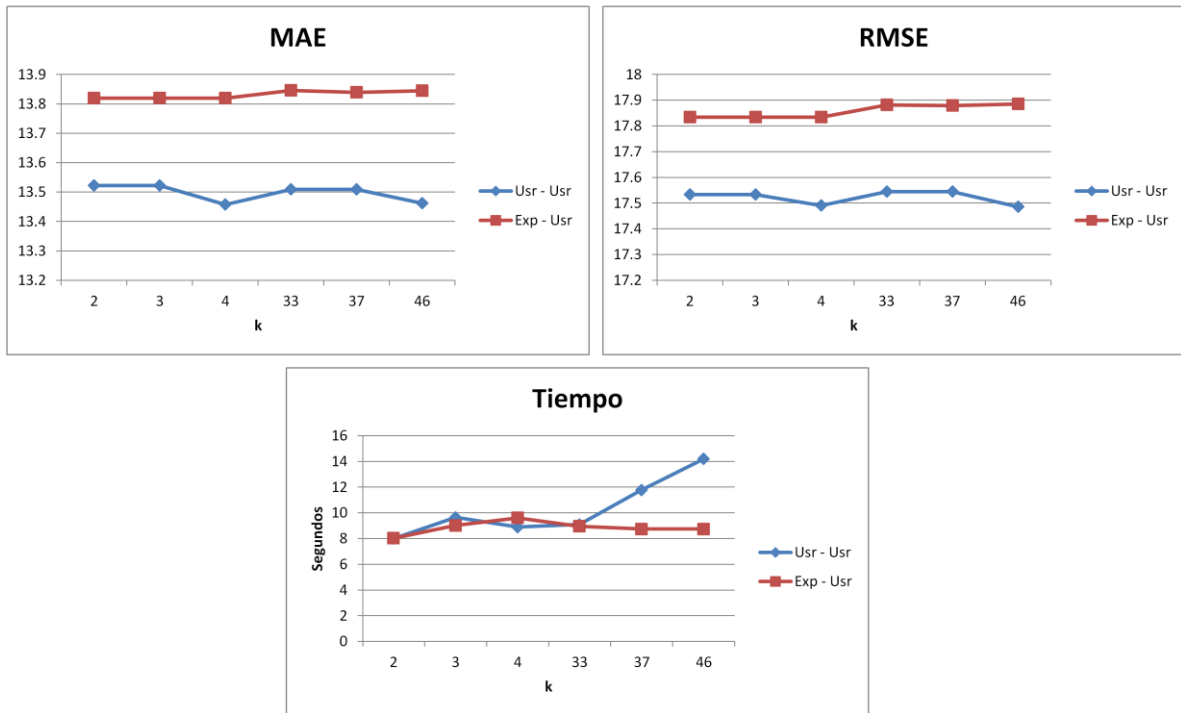 MAE
13.9
13.8
13.7
13.6
13.5
13.4
13.3
13.2
2 3 4 33 37 46
k
Usr - Usr
Exp - Usr
RMSE
18
17.9
17.8
17.7
17.6
17.5
17.4
17.3
17.2
2 3 4 33 37 46
k
Usr - Usr
Exp - Usr
Tiempo
Segundos
16
14
12
10
8
6
4
2
0
2 3 4 33 37 46
k
Usr - Usr
Exp - Usr